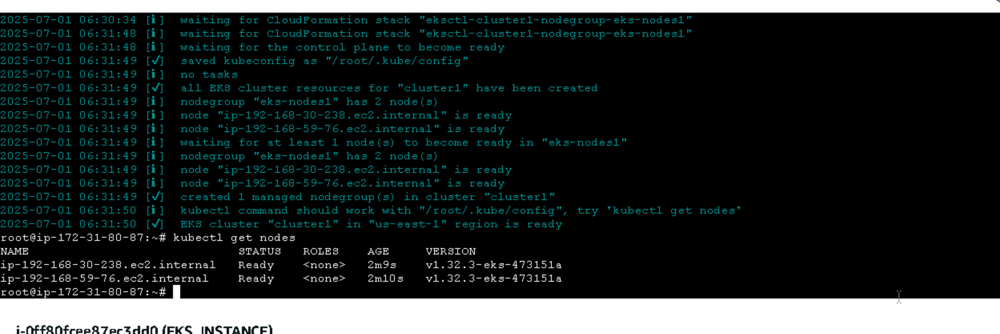 2025-07-01 06:30:34 [ℹ]  waiting for CloudFormation stack "eksctl-cluster1-nodegroup-eks-nodes1"
2025-07-01 06:31:48 [ℹ]  waiting for CloudFormation stack "eksctl-cluster1-nodegroup-eks-nodes1"
2025-07-01 06:31:48 [ℹ]  waiting for the control plane to become ready
2025-07-01 06:31:49 [✔]  saved kubeconfig as "/root/.kube/config"
2025-07-01 06:31:49 [ℹ]  no tasks
2025-07-01 06:31:49 [✔]  all EKS cluster resources for "cluster1" have been created
2025-07-01 06:31:49 [ℹ]  nodegroup "eks-nodes1" has 2 node(s)
2025-07-01 06:31:49 [ℹ]  node "ip-192-168-30-238.ec2.internal" is ready
2025-07-01 06:31:49 [ℹ]  node "ip-192-168-59-76.ec2.internal" is ready
2025-07-01 06:31:49 [ℹ]  waiting for at least 1 node(s) to become ready in "eks-nodes1"
2025-07-01 06:31:49 [ℹ]  nodegroup "eks-nodes1" has 2 node(s)
2025-07-01 06:31:49 [ℹ]  node "ip-192-168-30-238.ec2.internal" is ready
2025-07-01 06:31:49 [ℹ]  node "ip-192-168-59-76.ec2.internal" is ready
2025-07-01 06:31:49 [✔]  created 1 managed nodegroup(s) in cluster "cluster1"
2025-07-01 06:31:50 [ℹ]  kubectl command should work with "/root/.kube/config", try 'kubectl get nodes'
2025-07-01 06:31:50 [✔]  EKS cluster "cluster1" in "us-east-1" region is ready
root@ip-172-31-80-87:~# kubectl get nodes
NAME                             STATUS   ROLES    AGE     VERSION
ip-192-168-30-238.ec2.internal   Ready    <none>   2m9s    v1.32.3-eks-473151a
ip-192-168-59-76.ec2.internal    Ready    <none>   2m10s   v1.32.3-eks-473151a
root@ip-172-31-80-87:~#
i-0ff80fcee87ec3dd0 (EKS_INSTANCE)